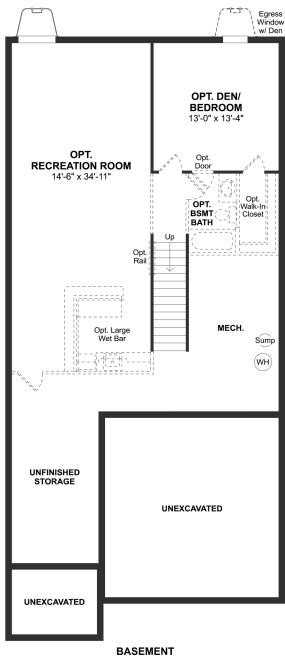 Egress
Window
w/ Den
OPT. DEN/
BEDROOM
13'-0" x 13'-4"
OPT.
RECREATION ROOM
14'-6" x 34'-11"
Opt.
Door
OPT.
BSMT
BATH
Opt.
Walk-In
Closet
Up
Opt.
Rail
Opt. Large
Wet Bar
MECH.
Sump
WH
UNFINISHED
STORAGE
UNEXCAVATED
UNEXCAVATED
BASEMENT